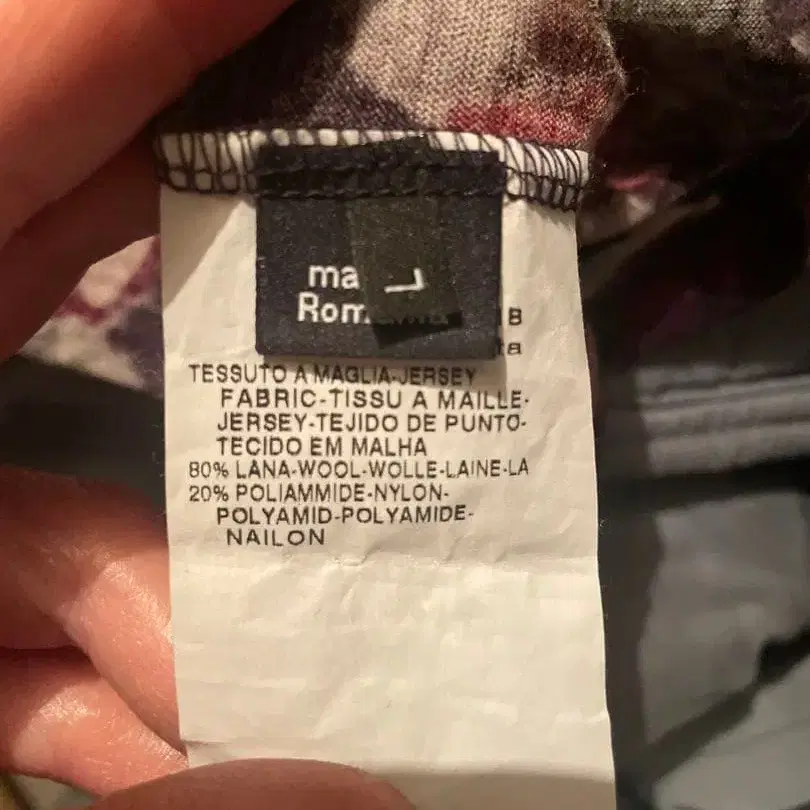 ma
L
Rom
B
ta
TESSUTO A MAGLIA-JERSEY
FABRIC-TISSU A MAILLE-
JERSEY-TEJIDO DE PUNTO-
TECIDO EM MALHA
80% LANA-WOOL-WOLLE-LAINE-LA
20% POLIAMMIDE-NYLON-
POLYAMID-POLYAMIDE-
NAILON